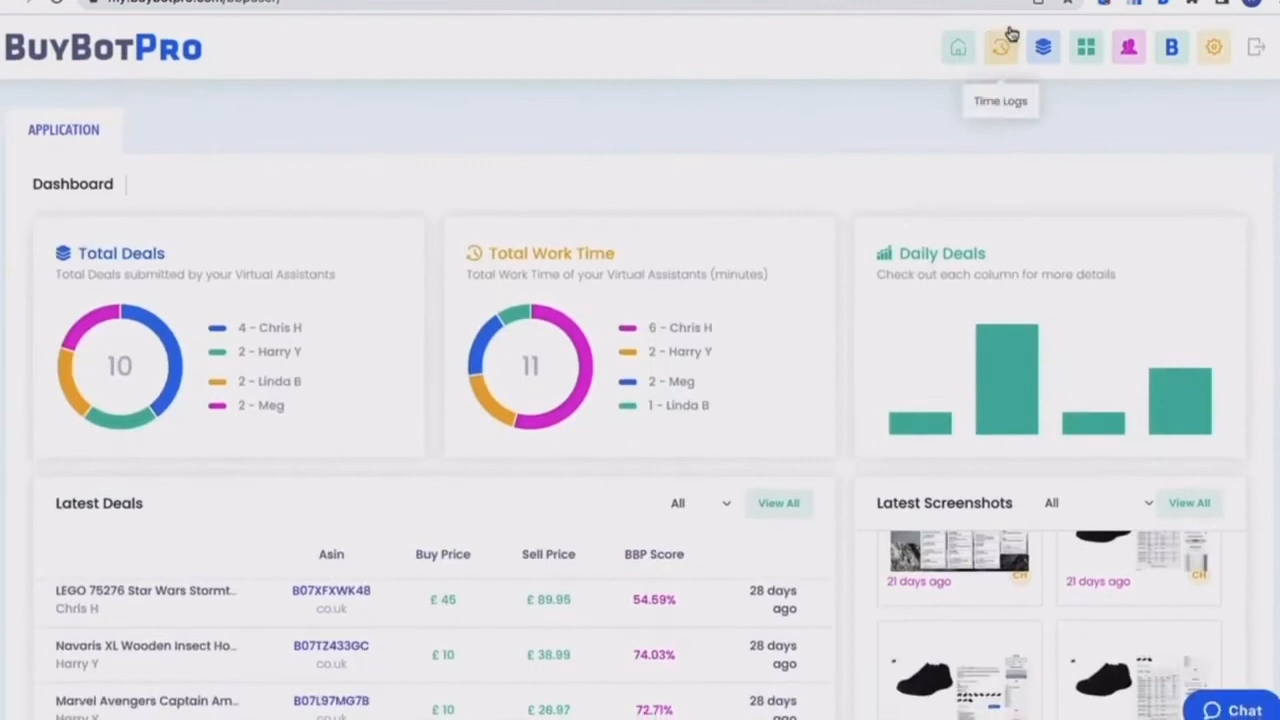 BUYBOTPRO
B
Time Logs
APPLICATION
Dashboard
Total Deals
Total Deals submitted by your Virtual Assistants
10
4 - Chris H
2 - Harry Y
2 - Linda B
2 - Meg
Total Work Time
Total Work Time of your Virtual Assistants (minutes)
11
6 - Chris H
2 - Harry Y
2 - Meg
1 - Linda B
Daily Deals
Check out each column for more details
Latest Deals
All
View All
Asin Buy Price Sell Price BBP Score
LEGO 75276 Star Wars Stormt...
Chris H
B07XFXWK48
co.uk
£ 45
£ 89.95
54.59%
28 days
ago
Navaris XL Wooden Insect Ho...
Harry Y
B07TZ433GC
co.uk
£ 10
£ 38.99
74.03%
28 days
ago
Marvel Avengers Captain Am...
Harry Y
B07L97MG7B
co.uk
£ 10
£ 26.97
72.71%
28 days
ago
Latest Screenshots
All
View All
CH
21 days ago
CH
21 days ago
Chat